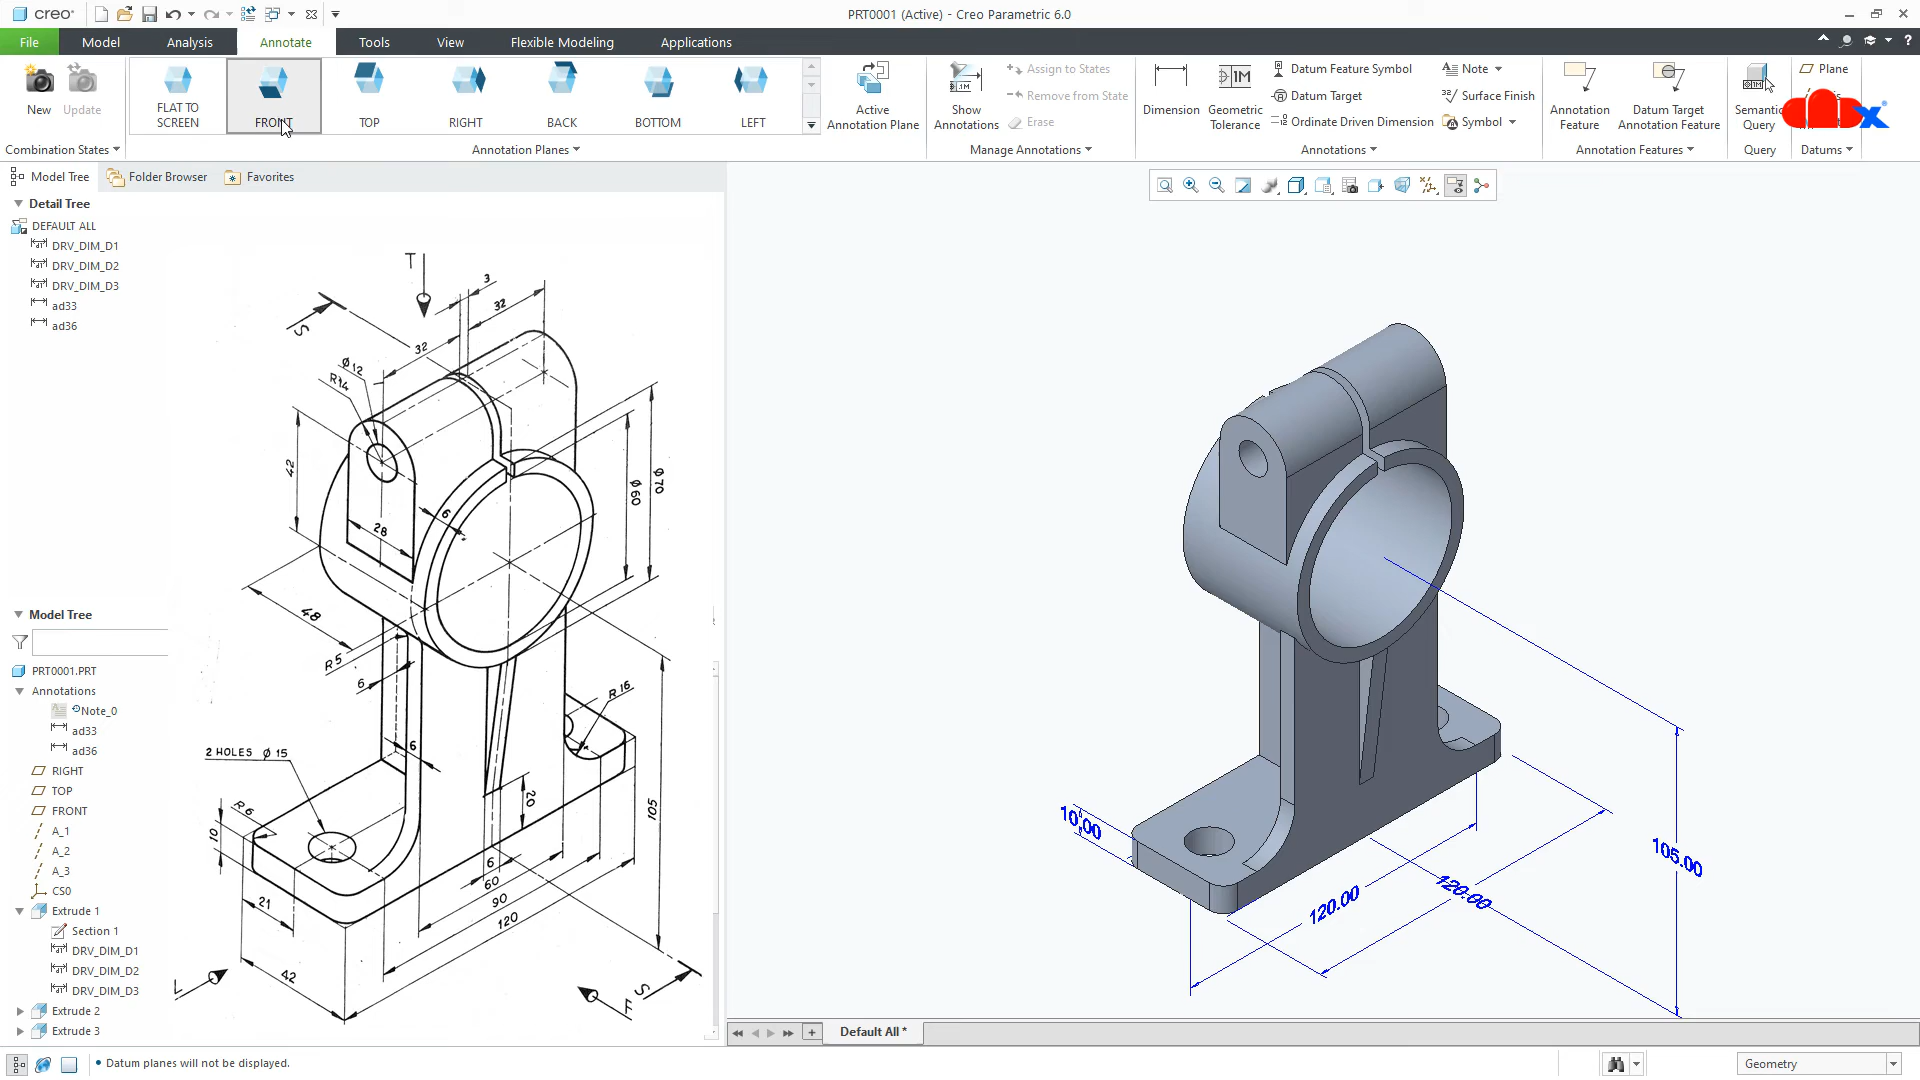 creo
PRT0001 (Active) - Creo Parametric 6.0
File
Model
Analysis
Annotate
Tools
View
Flexible Modeling
Applications
New
Update
FLAT TO
SCREEN
FRONT
TOP
RIGHT
BACK
BOTTOM
LEFT
Active
Annotation Plane
Show
Annotations
Assign to States
Remove from State
Erase
Dimension
Geometric
Tolerance
Datum Feature Symbol
Datum Target
Ordinate Driven Dimension
Note
Surface Finish
Symbol
Annotation
Feature
Datum Target
Annotation Feature
Semantic
Query
Plane
Combination States
Annotation Planes
Manage Annotations
Annotations
Annotation Features
Query
Datums
Model Tree
Folder Browser
Favorites
Detail Tree
DEFAULT ALL
DRV_DIM_D1
DRV_DIM_D2
DRV_DIM_D3
ad33
ad36
Model Tree
PRT0001.PRT
Annotations
Note_0
ad33
ad36
RIGHT
TOP
FRONT
A_1
A_2
A_3
CS0
Extrude 1
Section 1
DRV_DIM_D1
DRV_DIM_D2
DRV_DIM_D3
Extrude 2
Extrude 3
T
3
32
S
32
Ø12
R14
42
Ø 60
Ø 70
6
28
48
R5
6
R 16
2 HOLES Ø 15
6
R 6
10
20
105
6
60
90
120
21
42
L
F
S
10.00
120.00
120.00
105.00
Default All *
Datum planes will not be displayed.
Geometry